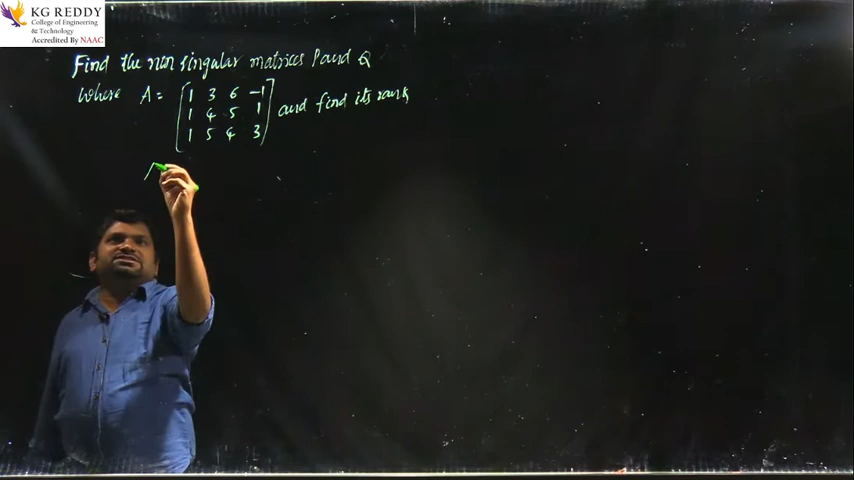 KG REDDY
College of Engineering
& Technology
Accredited By NAAC
Find the non singular matrices P and Q
Where A = [1 3 6 -1
1 4 5 1
1 5 4 3] and find its rank